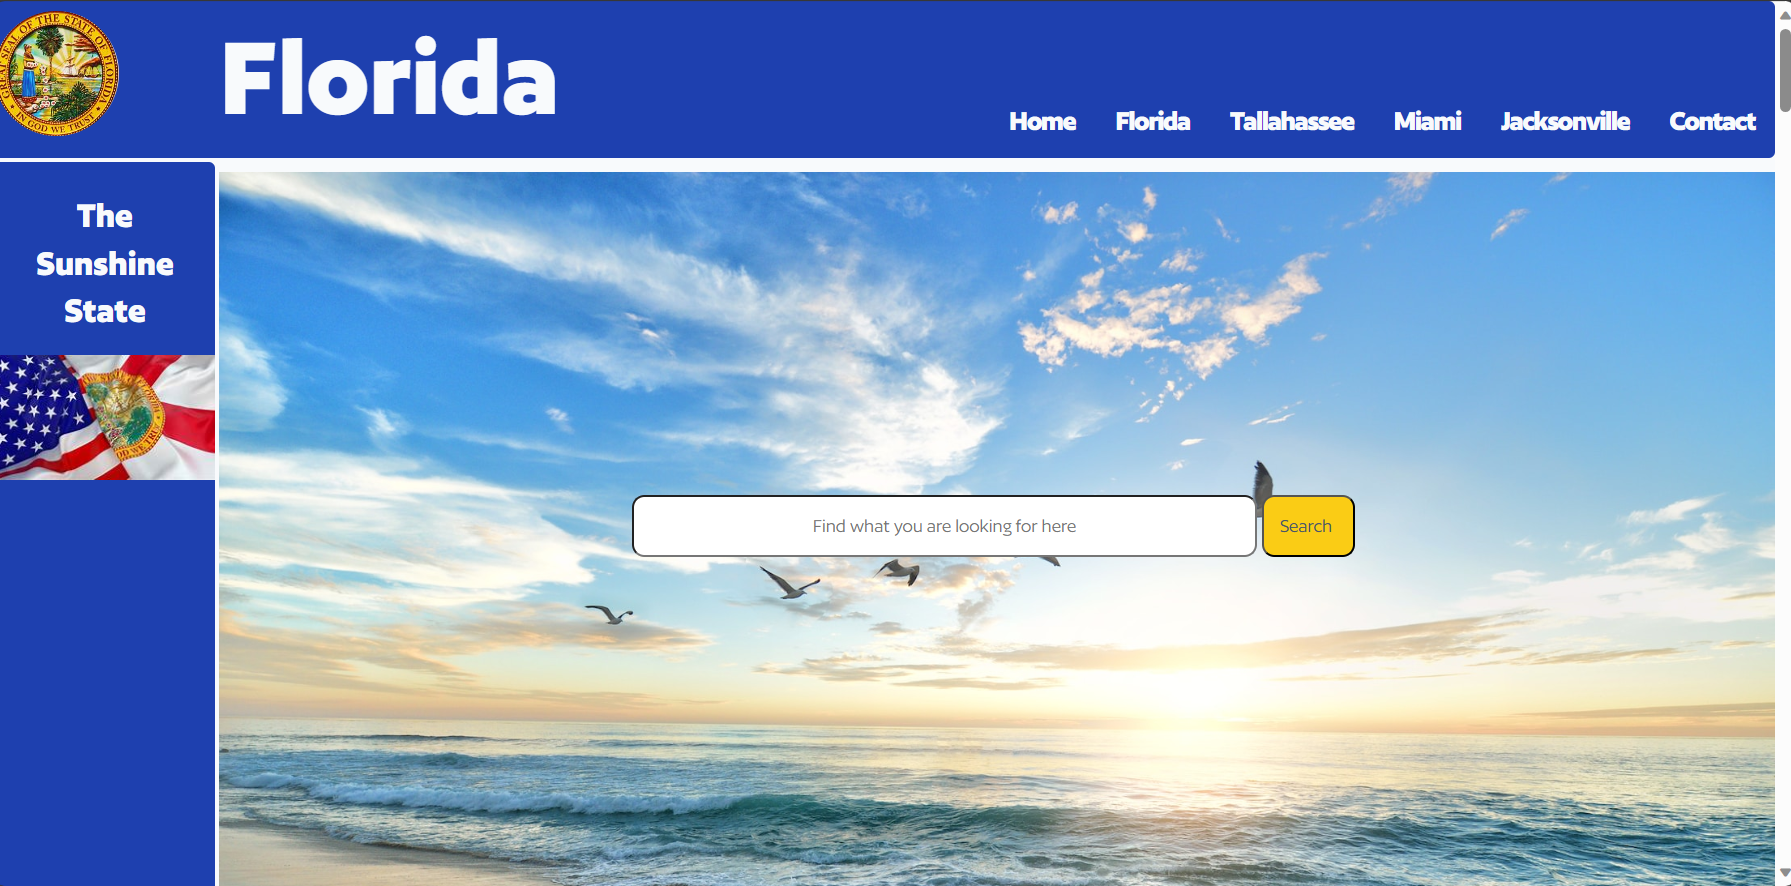 GREAT SEAL OF THE STATE OF FLORIDA
IN GOD WE TRUST
Florida
Home
Florida
Tallahassee
Miami
Jacksonville
Contact
The
Sunshine
State
Find what you are looking for here
Search